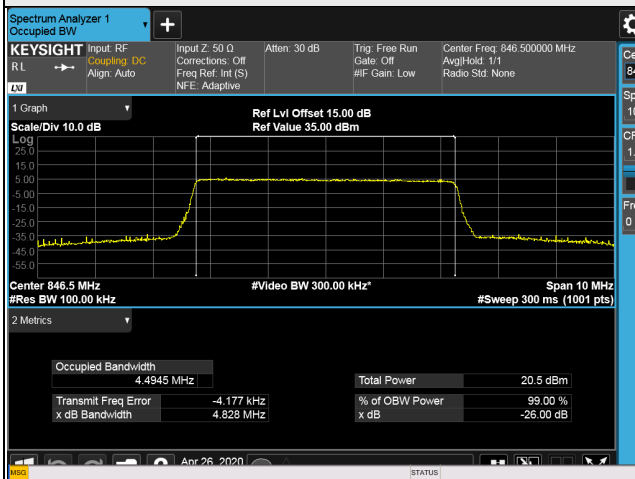 Spectrum Analyzer 1
Occupied BW
+
KEYSIGHT Input: RF Input Z: 50 Ω Atten: 30 dB Trig: Free Run Center Freq: 846.500000 MHz
RL Coupling: DC Corrections: Off Gate: Off Avg|Hold: 1/1
Align: Auto Freq Ref: Int (S) #IF Gain: Low Radio Std: None
LXI NFE: Adaptive
1 Graph Ref Lvl Offset 15.00 dB
Scale/Div 10.0 dB Ref Value 35.00 dBm
Log
25.0
15.0
5.00
-5.00
-15.0
-25.0
-35.0
-45.0
-55.0
Center 846.5 MHz #Video BW 300.00 kHz* Span 10 MHz
#Res BW 100.00 kHz #Sweep 300 ms (1001 pts)
2 Metrics
Occupied Bandwidth
4.4945 MHz Total Power 20.5 dBm
Transmit Freq Error -4.177 kHz % of OBW Power 99.00 %
x dB Bandwidth 4.828 MHz x dB -26.00 dB
Apr 26, 2020
MSG STATUS